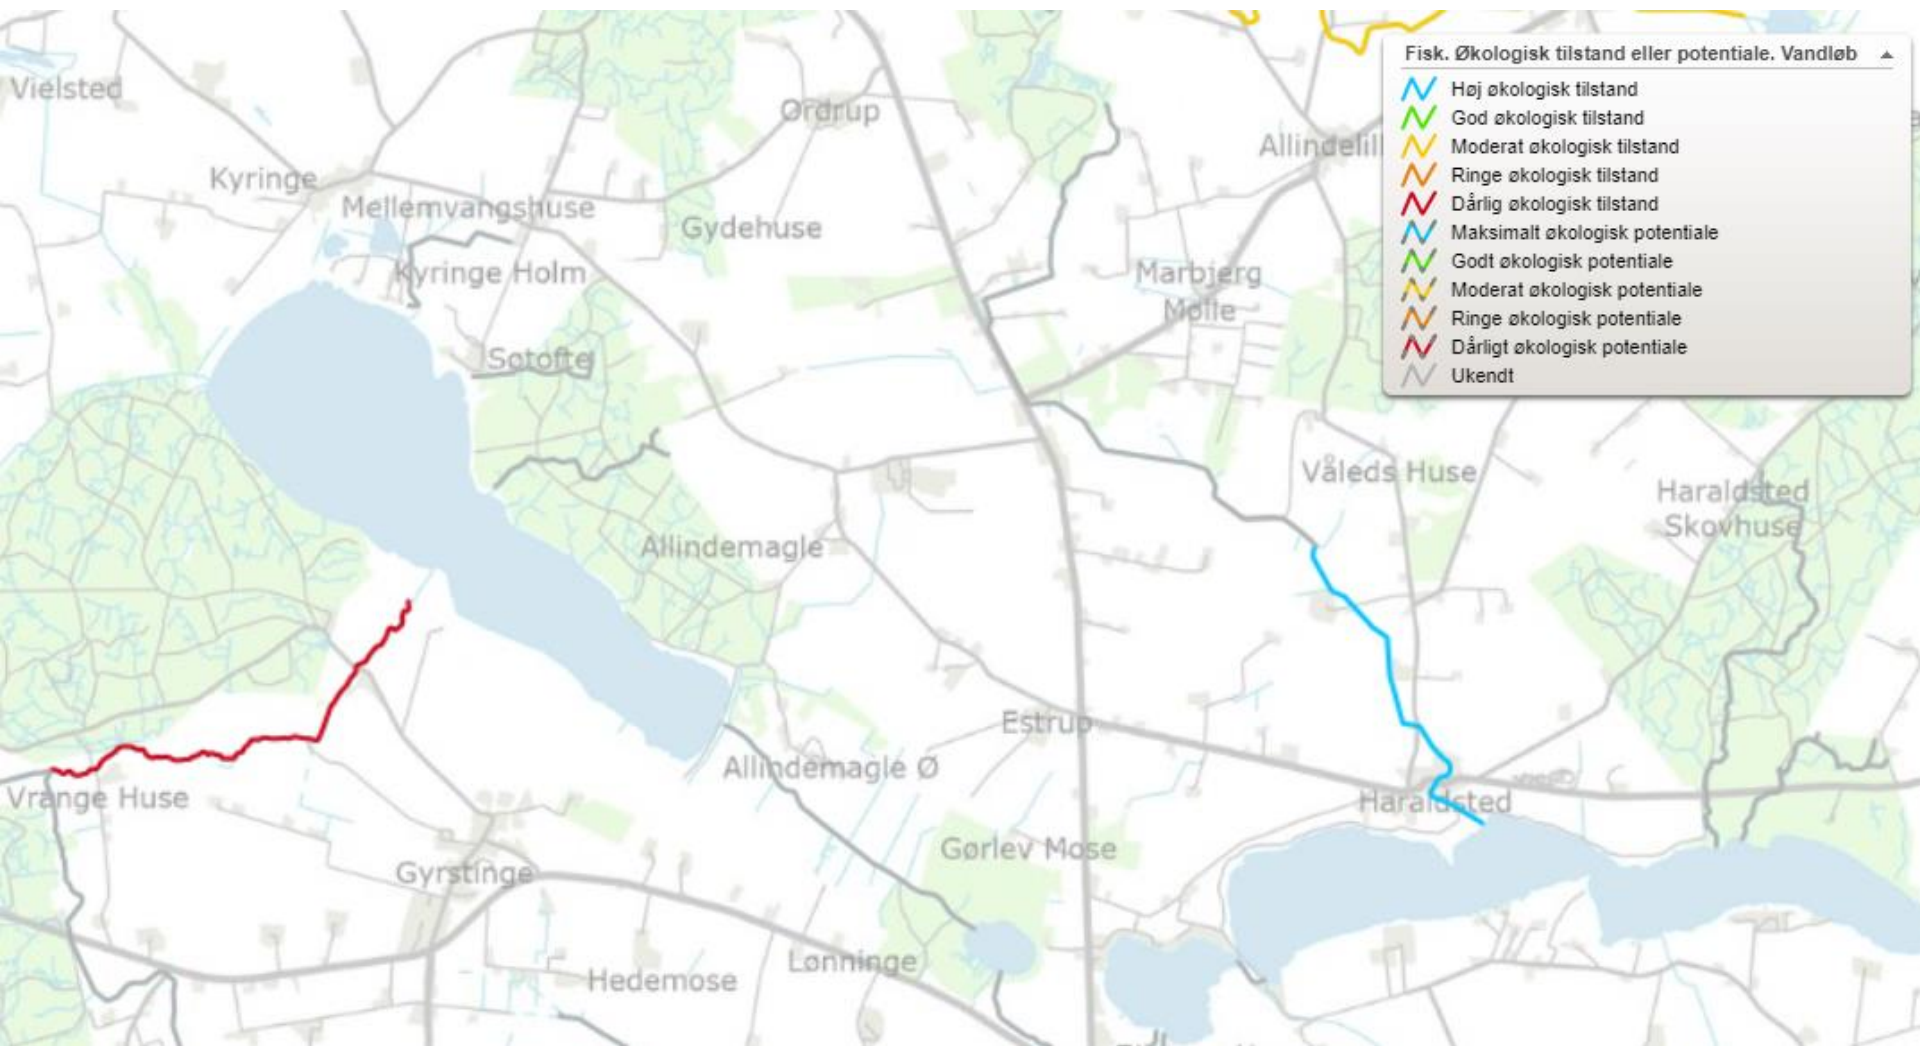 Fisk. Økologisk tilstand eller potentiale. Vandløb
Høj økologisk tilstand
God økologisk tilstand
Moderat økologisk tilstand
Ringe økologisk tilstand
Dårlig økologisk tilstand
Maksimalt økologisk potentiale
Godt økologisk potentiale
Moderat økologisk potentiale
Ringe økologisk potentiale
Dårligt økologisk potentiale
Ukendt
Vielsted
Ordrup
Allindelill
Kyringe
Mellemvangshuse
Gydehuse
Kyringe Holm
Marbjerg
Mølle
Søtofte
Våleds Huse
Haraldsted
Skovhuse
Allindemagle
Estrup
Allindemagle Ø
Vrange Huse
Haraldsted
Gørlev Mose
Gyrstinge
Lønninge
Hedemose